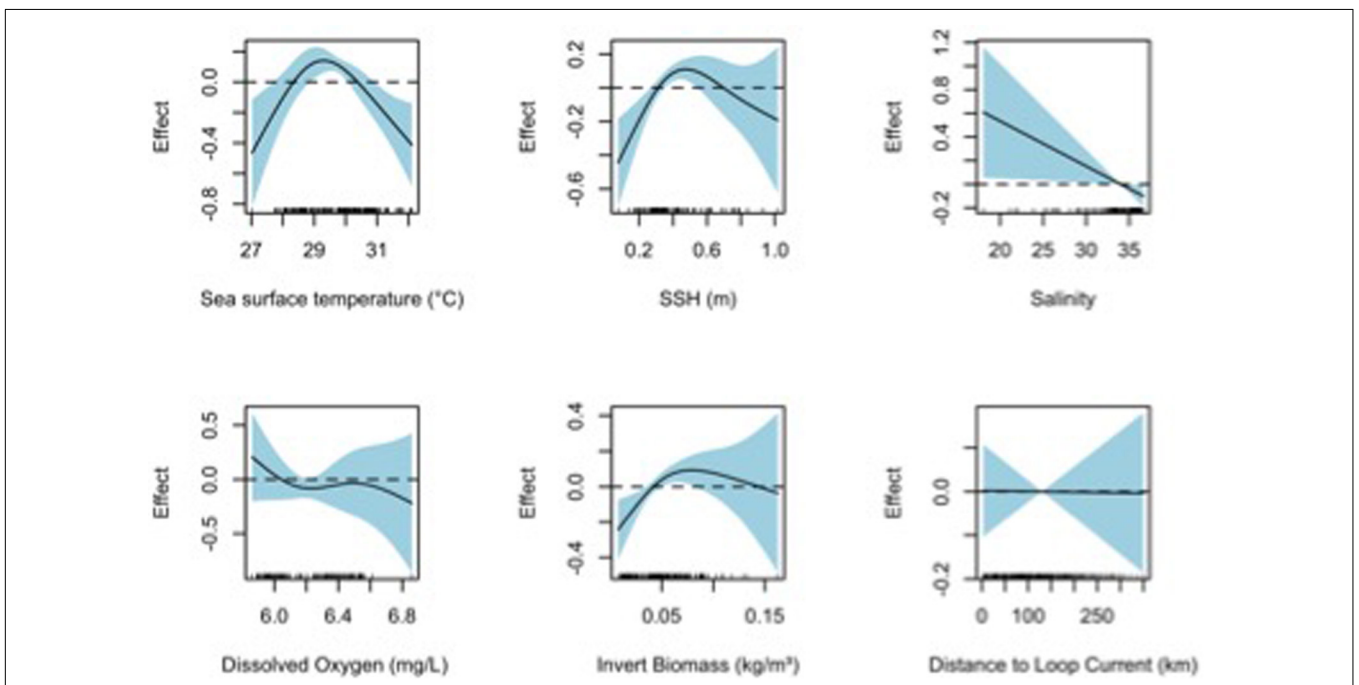 Effect
0.0
-0.4
-0.8
27 29 31
Sea surface temperature (°C)
Effect
0.2
-0.2
-0.6
0.2 0.6 1.0
SSH (m)
Effect
1.2
0.8
0.4
-0.2
20 25 30 35
Salinity
Effect
0.5
0.0
-0.5
6.0 6.4 6.8
Dissolved Oxygen (mg/L)
Effect
0.4
0.0
-0.4
0.05 0.15
Invert Biomass (kg/m³)
Effect
0.0
-0.2
0 100 250
Distance to Loop Current (km)